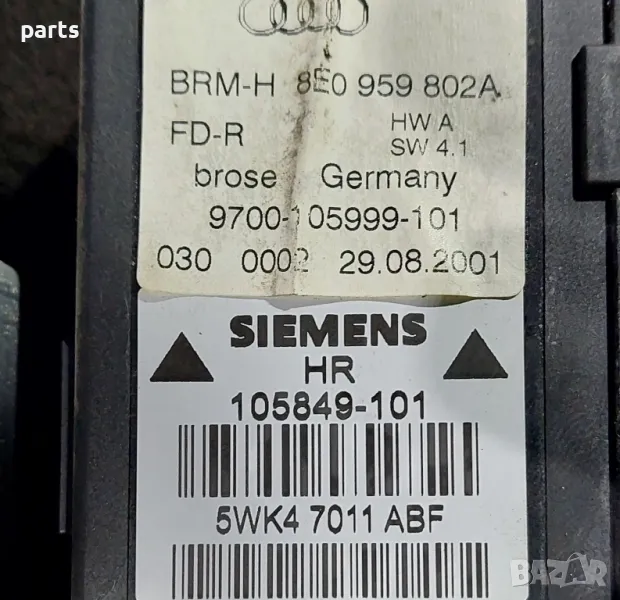 parts
BRM-H 8E0 959 802A
FD-R HW A
SW 4.1
brose Germany
9700-105999-101
030 0002 29.08.2001
SIEMENS
HR
105849-101
5WK4 7011 ABF
BAZAR